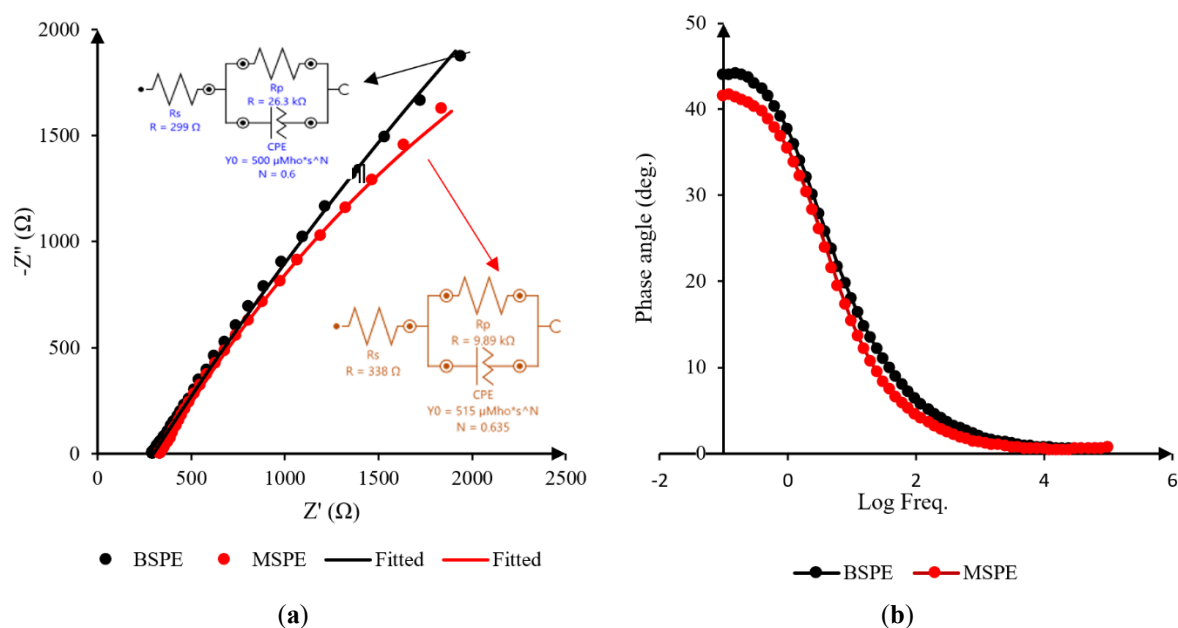 2000
1500
1000
500
0
0
500
1000
1500
2000
2500
-Z" (Ω)
Z' (Ω)
Rs
R = 299 Ω
Rp
R = 26.3 kΩ
CPE
Y0 = 500 µMho*s^N
N = 0.6
¶
Rs
R = 338 Ω
Rp
R = 9.89 kΩ
CPE
Y0 = 515 µMho*s^N
N = 0.635
BSPE MSPE Fitted Fitted
(a)
50
40
30
20
10
0
-2
0
2
4
6
Phase angle (deg.)
Log Freq.
BSPE MSPE
(b)